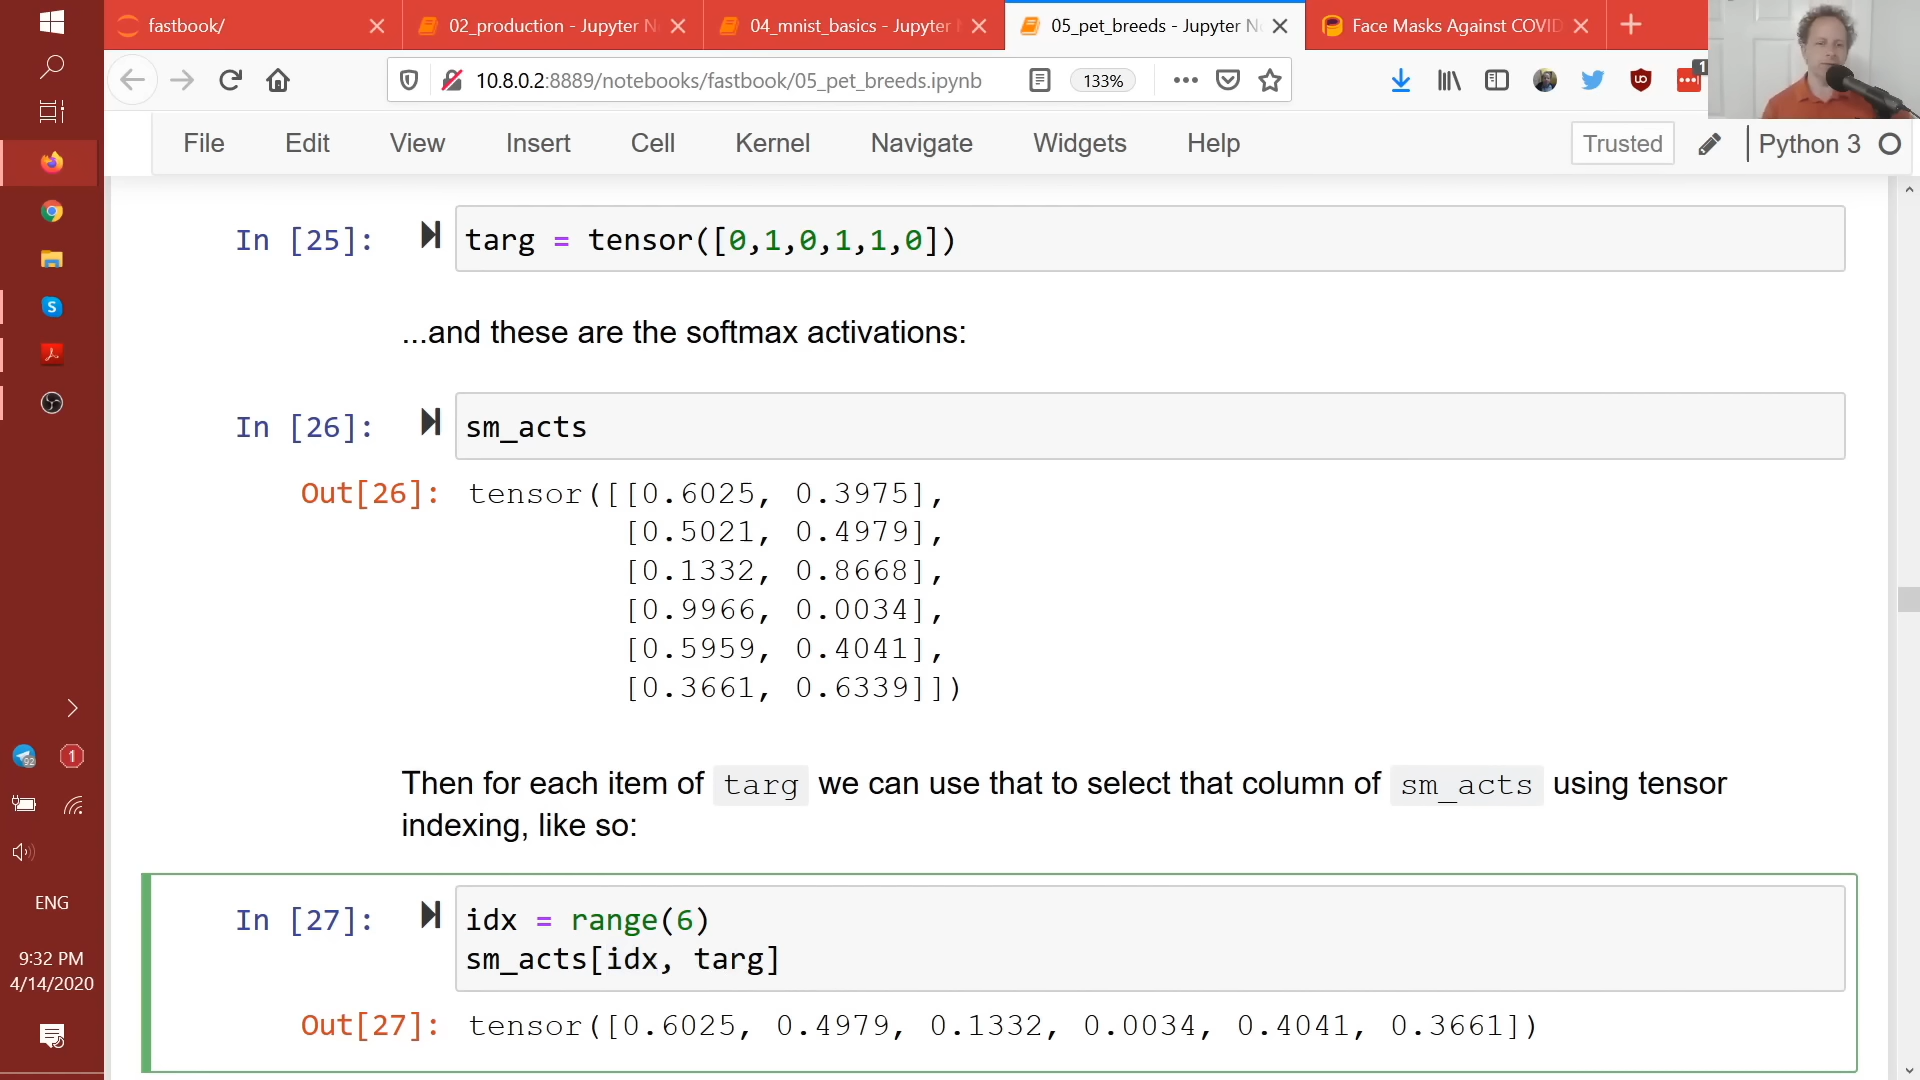 fastbook/
02_production - Jupyter N
04_mnist_basics - Jupyter
05_pet_breeds - Jupyter N
Face Masks Against COVID
10.8.0.2:8889/notebooks/fastbook/05_pet_breeds.ipynb
133%
1
File Edit View Insert Cell Kernel Navigate Widgets Help
Trusted
Python 3
In [25]: targ = tensor([0,1,0,1,1,0])
...and these are the softmax activations:
In [26]: sm_acts
Out[26]: tensor([[0.6025, 0.3975],
[0.5021, 0.4979],
[0.1332, 0.8668],
[0.9966, 0.0034],
[0.5959, 0.4041],
[0.3661, 0.6339]])
Then for each item of targ we can use that to select that column of sm_acts using tensor
indexing, like so:
In [27]: idx = range(6)
sm_acts[idx, targ]
Out[27]: tensor([0.6025, 0.4979, 0.1332, 0.0034, 0.4041, 0.3661])
92
1
ENG
9:32 PM
4/14/2020